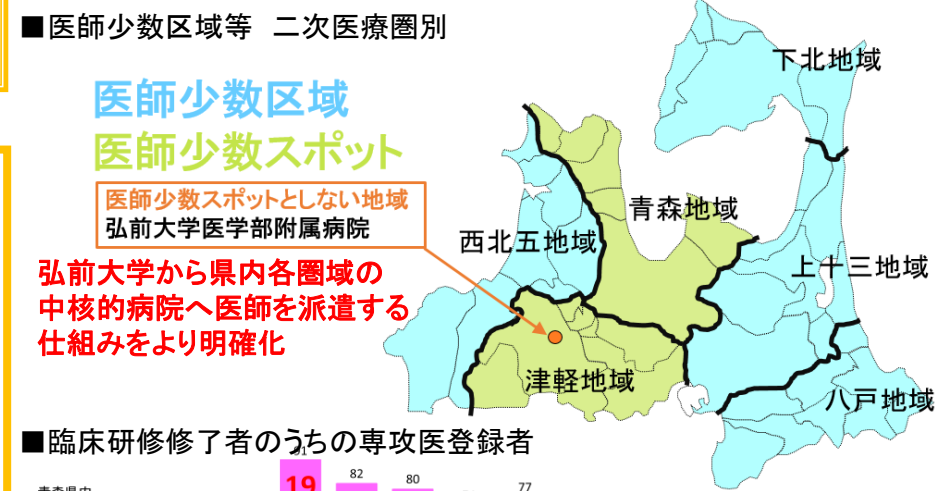 ■医師少数区域等 二次医療圏別
医師少数区域
医師少数スポット
医師少数スポットとしない地域
弘前大学医学部附属病院
弘前大学から県内各圏域の
中核的病院へ医師を派遣する
仕組みをより明確化
下北地域
青森地域
西北五地域
上十三地域
津軽地域
八戸地域
■臨床研修修了者のうちの専攻医登録者
19
82
80
77